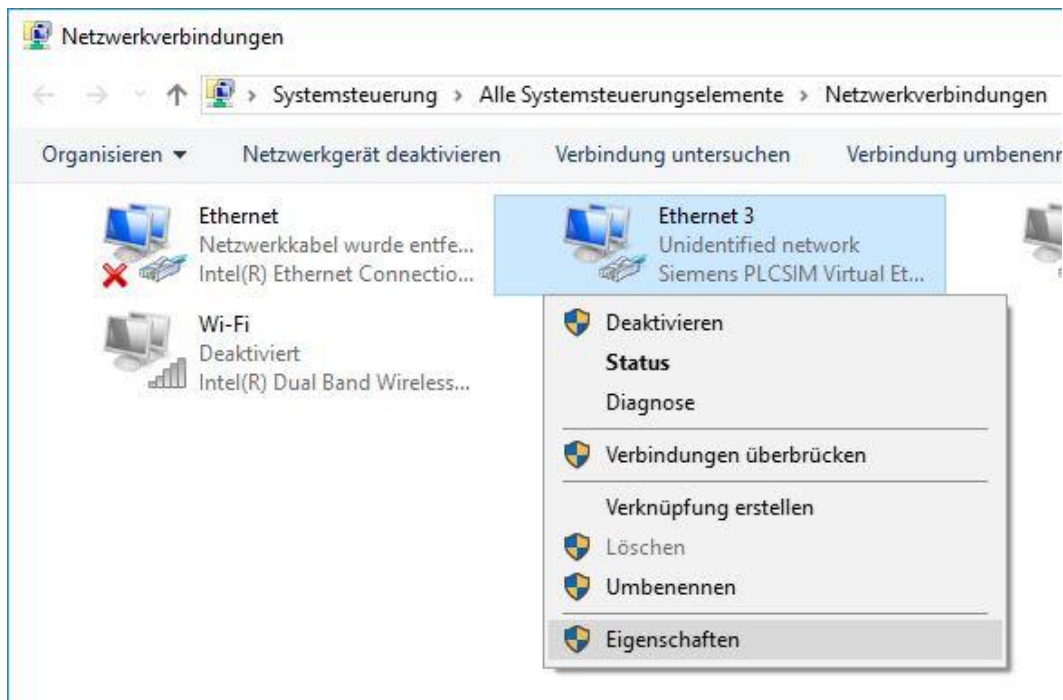 Netzwerkverbindungen
Systemsteuerung › Alle Systemsteuerungselemente › Netzwerkverbindungen
Organisieren Netzwerkgerät deaktivieren Verbindung untersuchen Verbindung umbenenn
Ethernet
Netzwerkkabel wurde entfe...
Intel(R) Ethernet Connectio...
Ethernet 3
Unidentified network
Siemens PLCSIM Virtual Et...
Wi-Fi
Deaktiviert
Intel(R) Dual Band Wireless...
Deaktivieren
Status
Diagnose
Verbindungen überbrücken
Verknüpfung erstellen
Löschen
Umbenennen
Eigenschaften